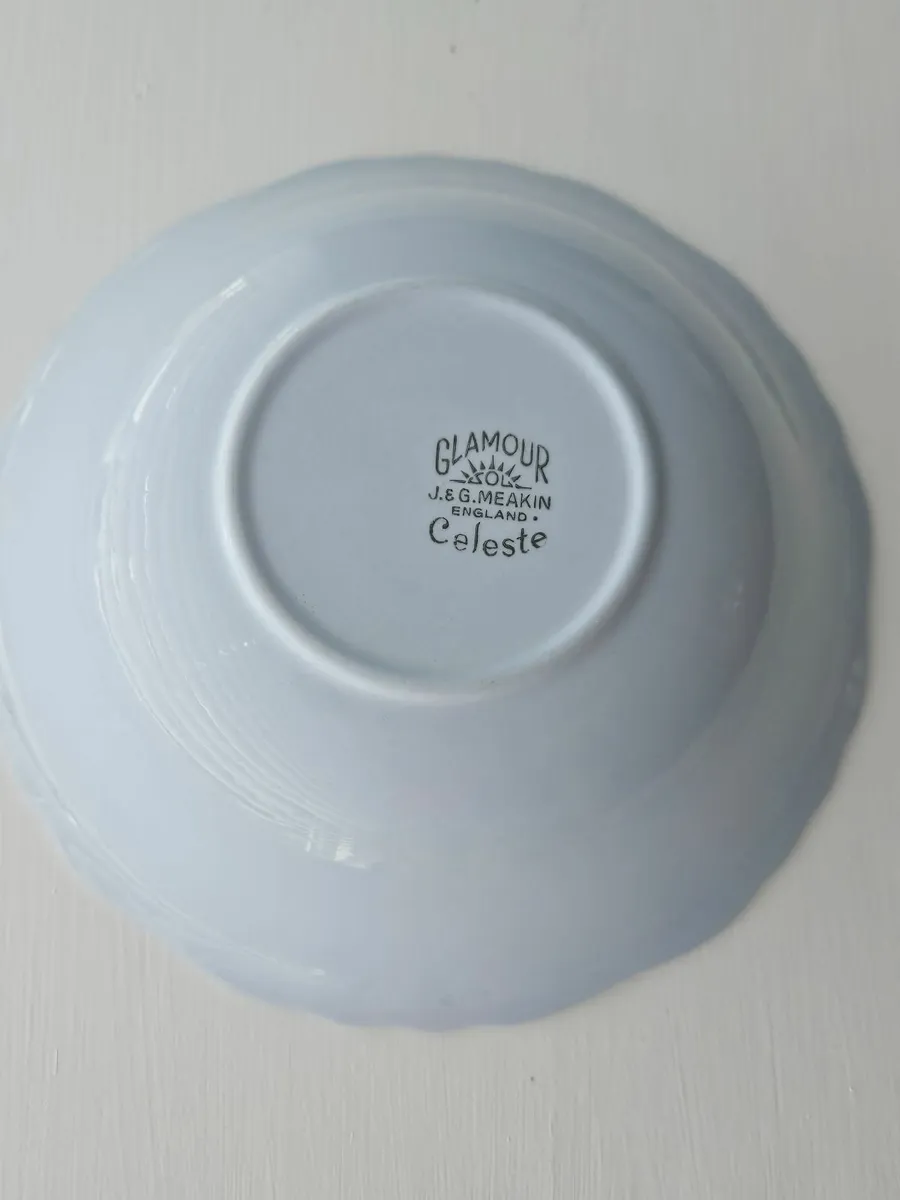 GLAMOUR
SOL
J.& G.MEAKIN
ENGLAND.
Celeste